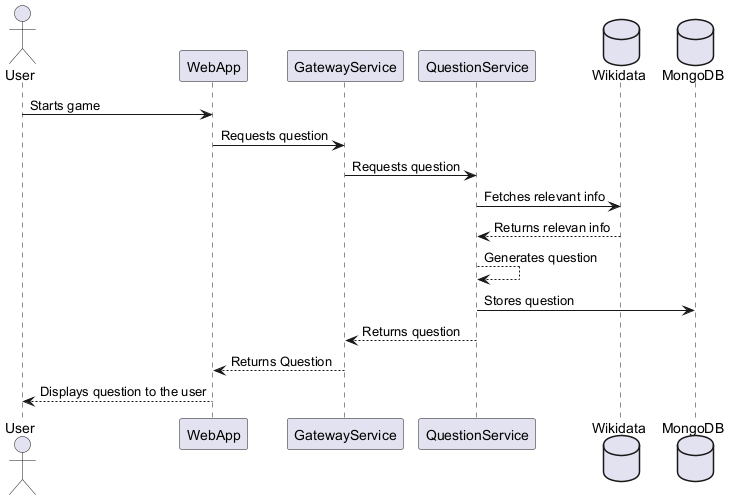 User
WebApp
GatewayService
QuestionService
Wikidata
MongoDB
Starts game
Requests question
Requests question
Fetches relevant info
Returns relevan info
Generates question
Stores question
Returns question
Returns Question
Displays question to the user
User
WebApp
GatewayService
QuestionService
Wikidata
MongoDB